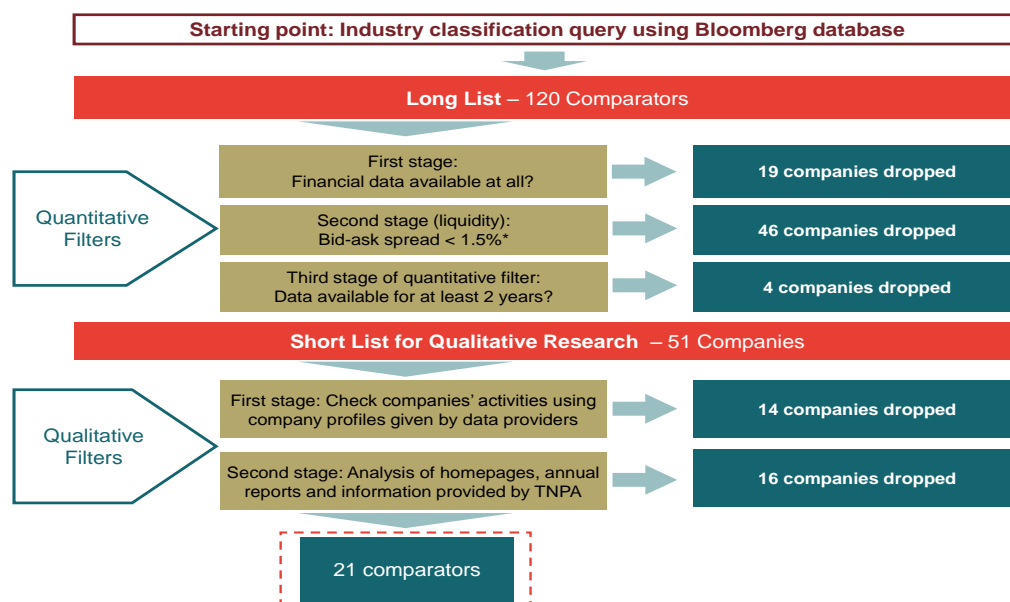 Starting point: Industry classification query using Bloomberg database
Long List – 120 Comparators
Quantitative
Filters
First stage:
Financial data available at all?
19 companies dropped
Second stage (liquidity):
Bid-ask spread < 1.5%*
46 companies dropped
Third stage of quantitative filter:
Data available for at least 2 years?
4 companies dropped
Short List for Qualitative Research – 51 Companies
Qualitative
Filters
First stage: Check companies’ activities using
company profiles given by data providers
14 companies dropped
Second stage: Analysis of homepages, annual
reports and information provided by TNPA
16 companies dropped
21 comparators